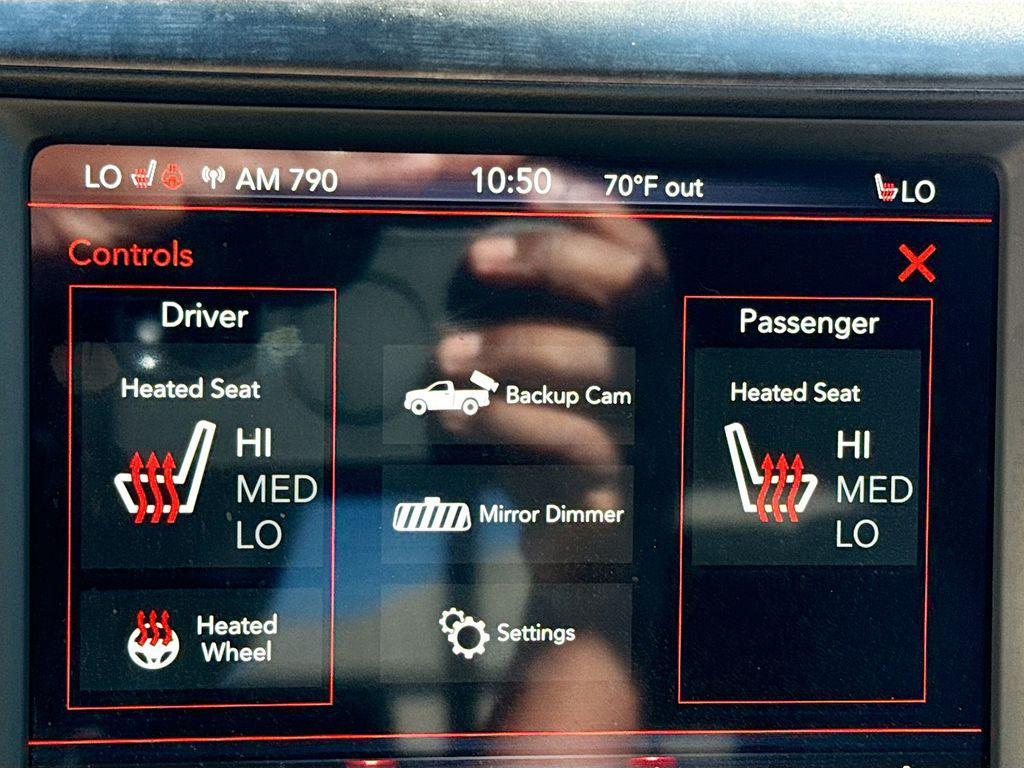 LO AM 790 10:50 70°F out LO
Controls
Driver
Heated Seat
HI
MED
LO
Heated
Wheel
Backup Cam
Mirror Dimmer
Settings
Passenger
Heated Seat
HI
MED
LO